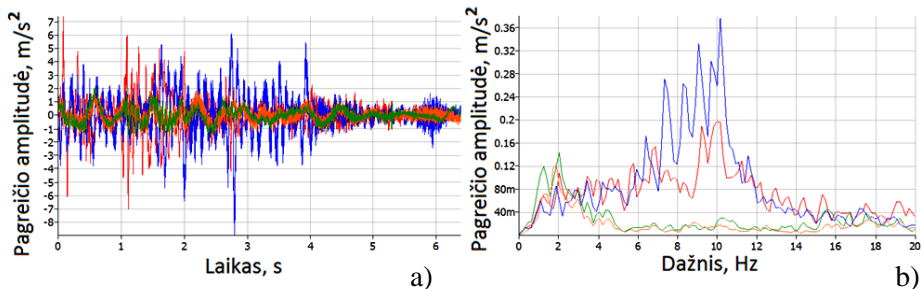 Pagreičio amplitudė, m/s²
7
6
5
4
3
2
1
0
-1
-2
-3
-4
-5
-6
-7
-8
0 1 2 3 4 5 6
Laikas, s
a)
Pagreičio amplitudė, m/s²
0.36
0.32
0.28
0.24
0.2
0.16
0.12
80m
40m
0 2 4 6 8 10 12 14 16 18 20
Dažnis, Hz
b)